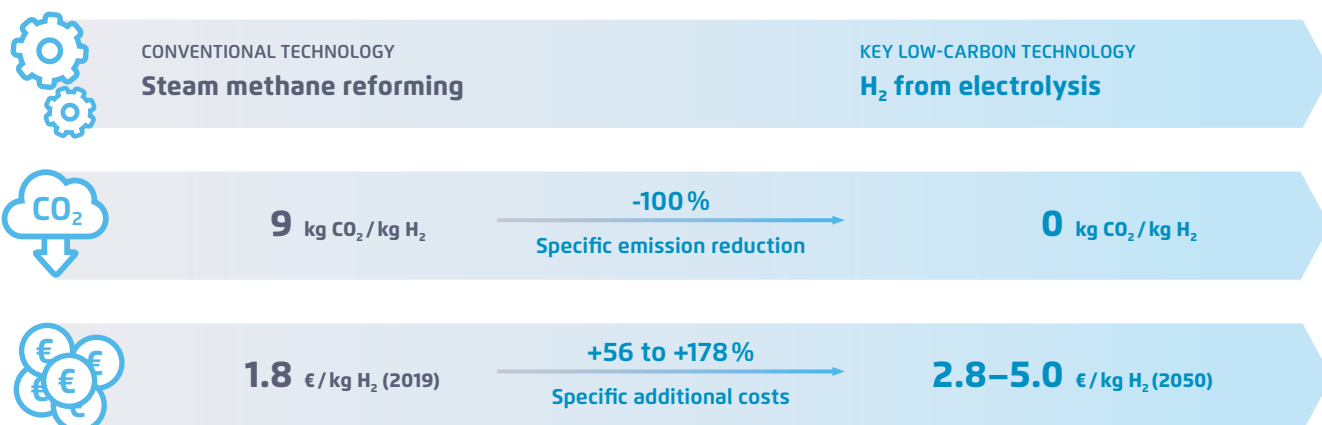 CONVENTIONAL TECHNOLOGY
Steam methane reforming
KEY LOW-CARBON TECHNOLOGY
H₂ from electrolysis
CO₂
9 kg CO₂/kg H₂
-100 %
Specific emission reduction
0 kg CO₂/kg H₂
€
€
€
€
€
1.8 €/kg H₂ (2019)
+56 to +178 %
Specific additional costs
2.8–5.0 €/kg H₂ (2050)